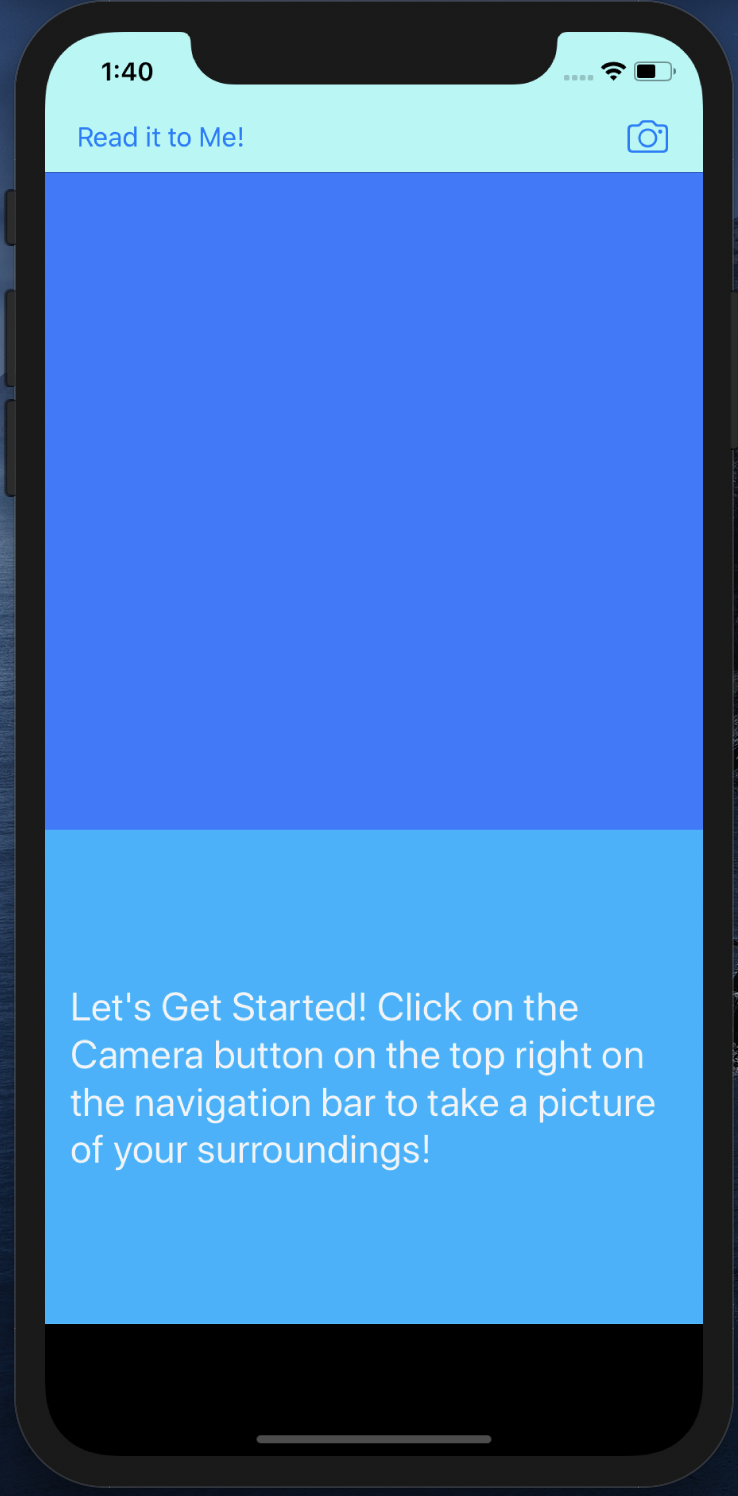 1:40
Read it to Me!
Let's Get Started! Click on the
Camera button on the top right on
the navigation bar to take a picture
of your surroundings!